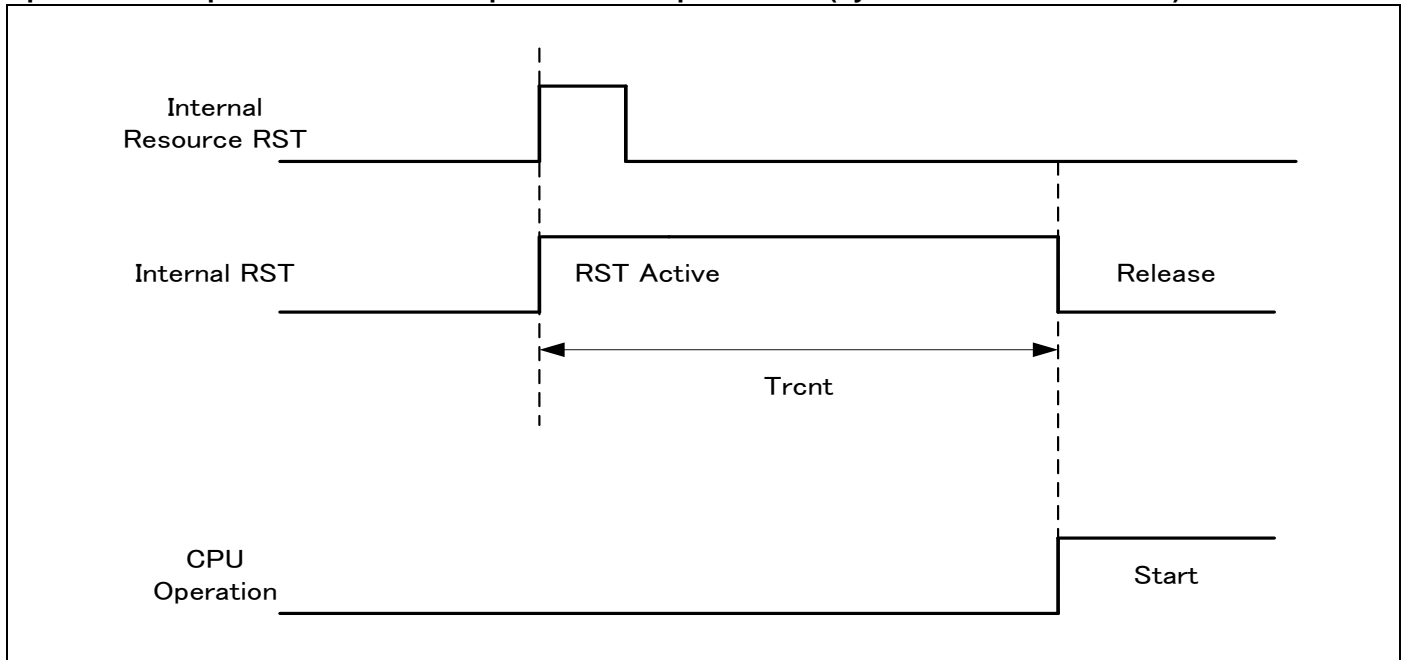 Internal
Resource RST
Internal RST
RST Active
Release
Trcnt
CPU
Operation
Start